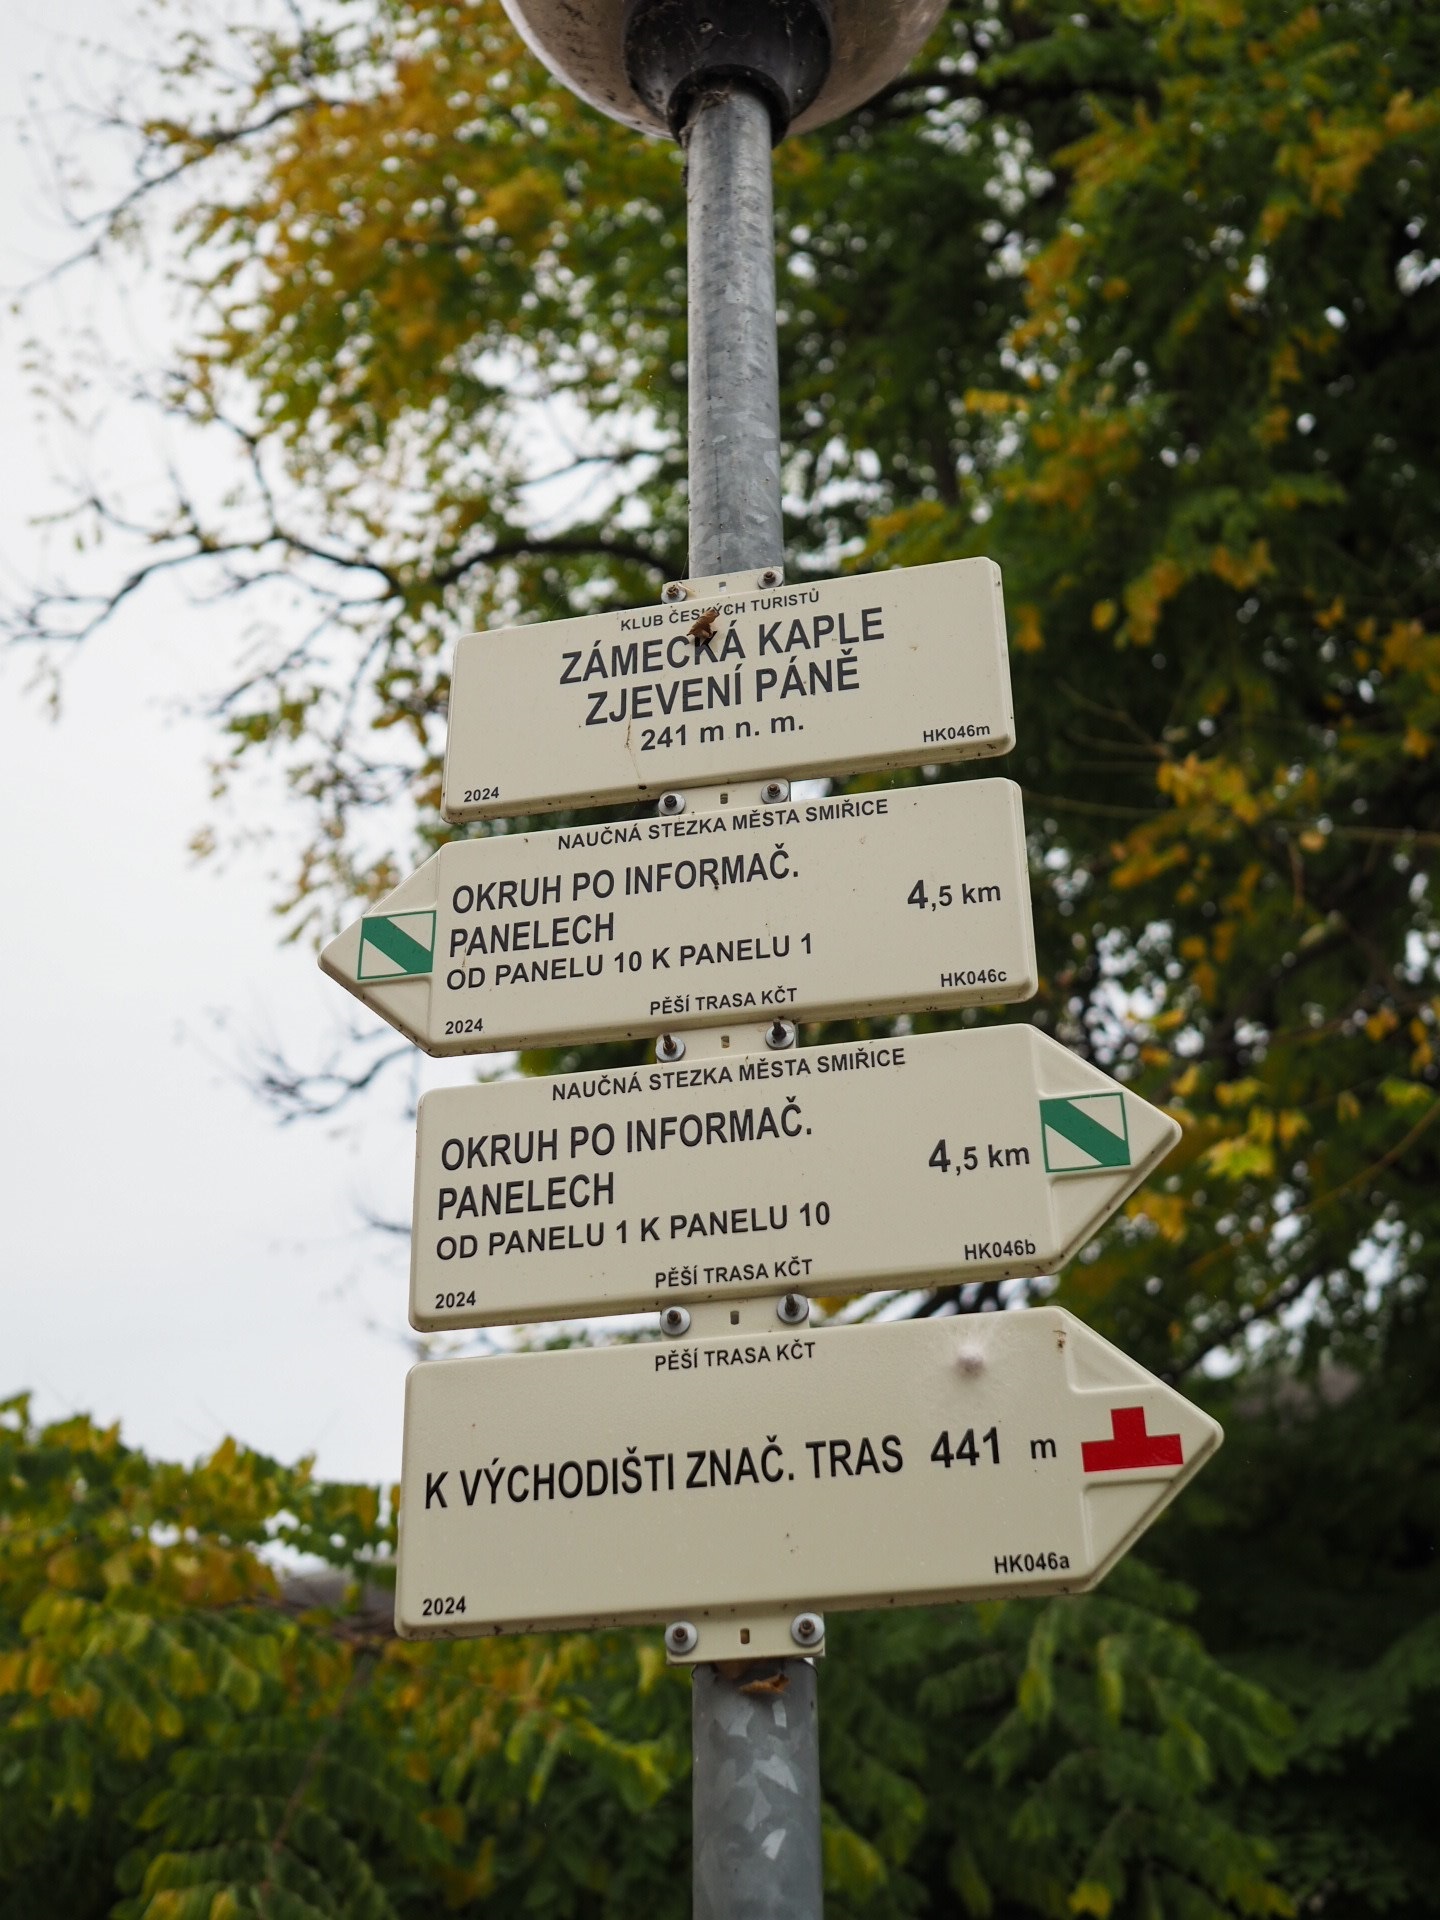 KLUB ČESKÝCH TURISTŮ
ZÁMECKÁ KAPLE
ZJEVENÍ PÁNĚ
241 m n. m.
HK046m
2024
NAUČNÁ STEZKA MĚSTA SMIŘICE
OKRUH PO INFORMAČ.
PANELECH
4,5 km
OD PANELU 10 K PANELU 1
HK046c
PĚŠÍ TRASA KČT
2024
NAUČNÁ STEZKA MĚSTA SMIŘICE
OKRUH PO INFORMAČ.
PANELECH
4,5 km
OD PANELU 1 K PANELU 10
HK046b
PĚŠÍ TRASA KČT
2024
PĚŠÍ TRASA KČT
K VÝCHODIŠTI ZNAČ. TRAS 441 m
HK046a
2024